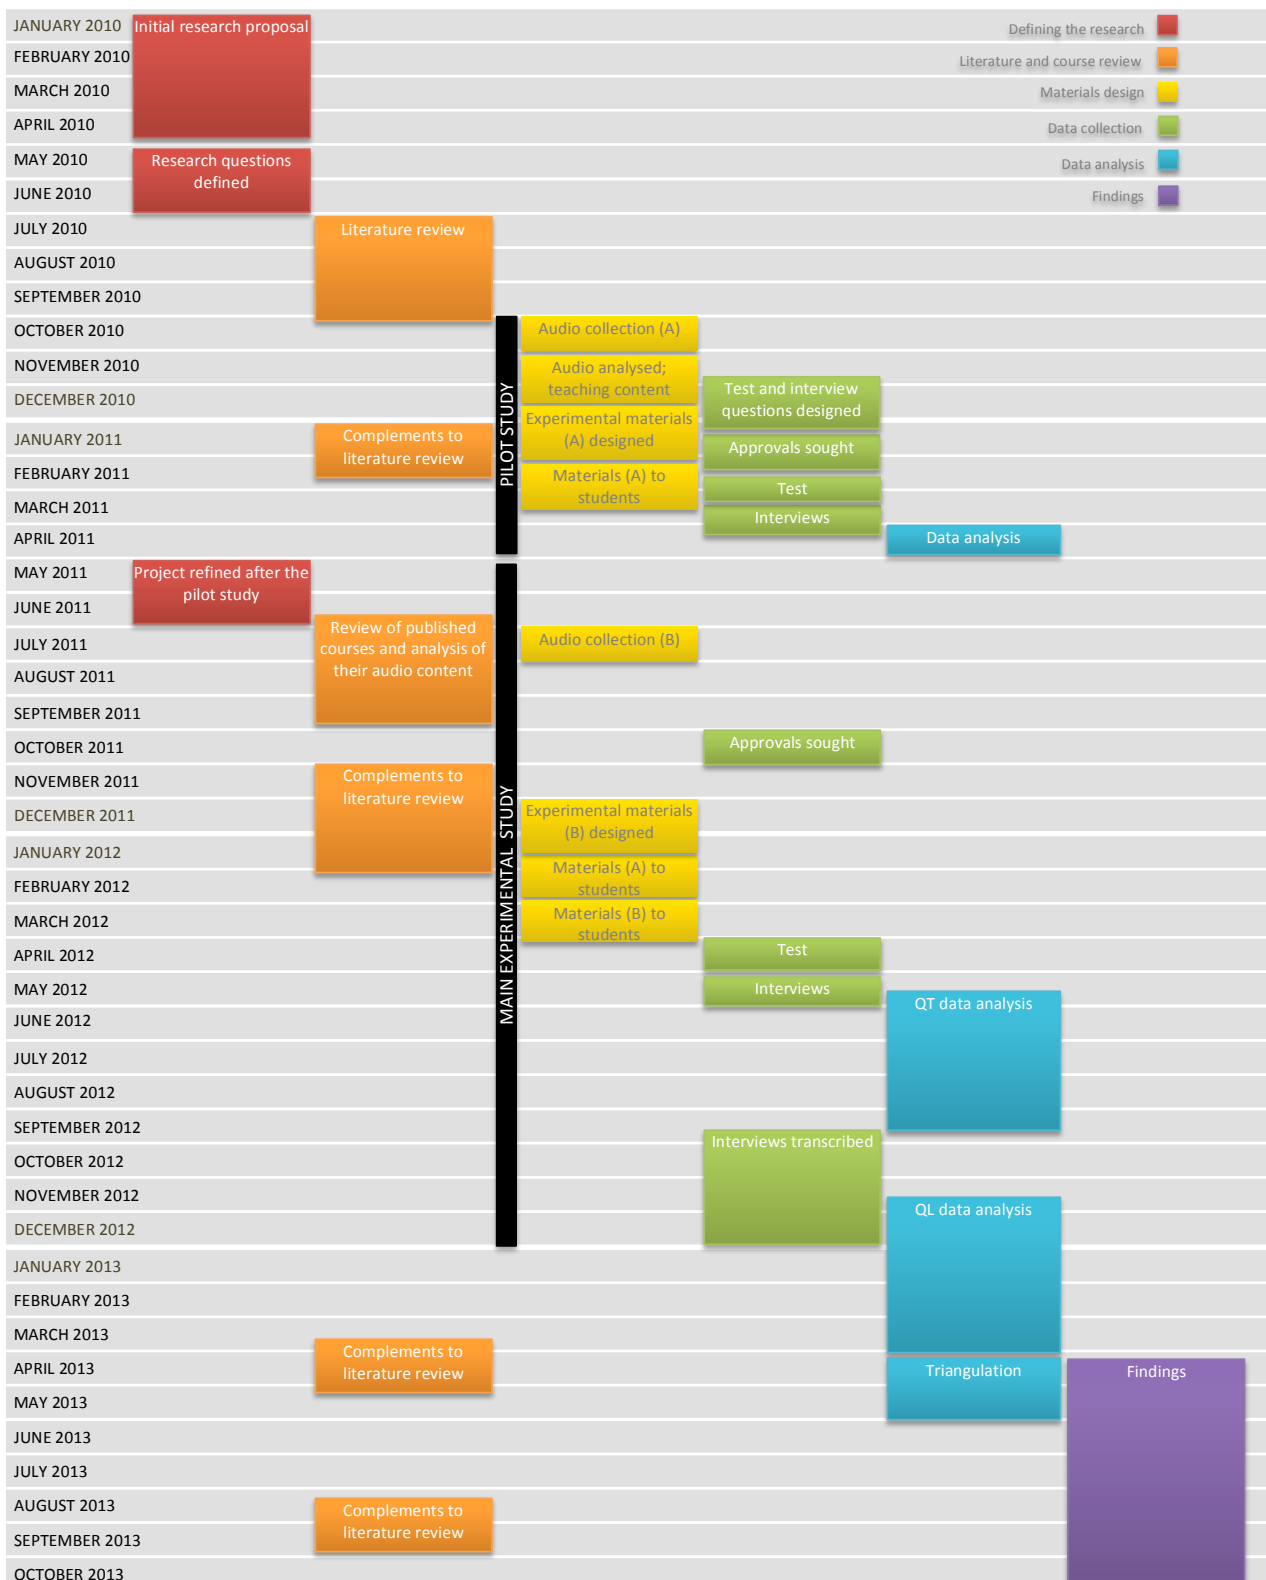 JANUARY 2010
Initial research proposal
Defining the research
FEBRUARY 2010
Literature and course review
MARCH 2010
Materials design
APRIL 2010
Data collection
MAY 2010
Research questions
defined
Data analysis
JUNE 2010
Findings
JULY 2010
Literature review
AUGUST 2010
SEPTEMBER 2010
OCTOBER 2010
Audio collection (A)
PILOT STUDY
NOVEMBER 2010
Audio analysed;
teaching content
DECEMBER 2010
Test and interview
questions designed
Experimental materials
(A) designed
JANUARY 2011
Complements to
literature review
Approvals sought
FEBRUARY 2011
Materials (A) to
students
Test
MARCH 2011
Interviews
APRIL 2011
Data analysis
MAY 2011
Project refined after the
pilot study
MAIN EXPERIMENTAL STUDY
JUNE 2011
Review of published
courses and analysis of
their audio content
JULY 2011
Audio collection (B)
AUGUST 2011
SEPTEMBER 2011
OCTOBER 2011
Approvals sought
NOVEMBER 2011
Complements to
literature review
DECEMBER 2011
Experimental materials
(B) designed
JANUARY 2012
Materials (A) to
students
FEBRUARY 2012
MARCH 2012
Materials (B) to
students
APRIL 2012
Test
MAY 2012
Interviews
QT data analysis
JUNE 2012
JULY 2012
AUGUST 2012
SEPTEMBER 2012
Interviews transcribed
OCTOBER 2012
NOVEMBER 2012
QL data analysis
DECEMBER 2012
JANUARY 2013
FEBRUARY 2013
MARCH 2013
Complements to
literature review
APRIL 2013
Triangulation
Findings
MAY 2013
JUNE 2013
JULY 2013
AUGUST 2013
Complements to
literature review
SEPTEMBER 2013
OCTOBER 2013